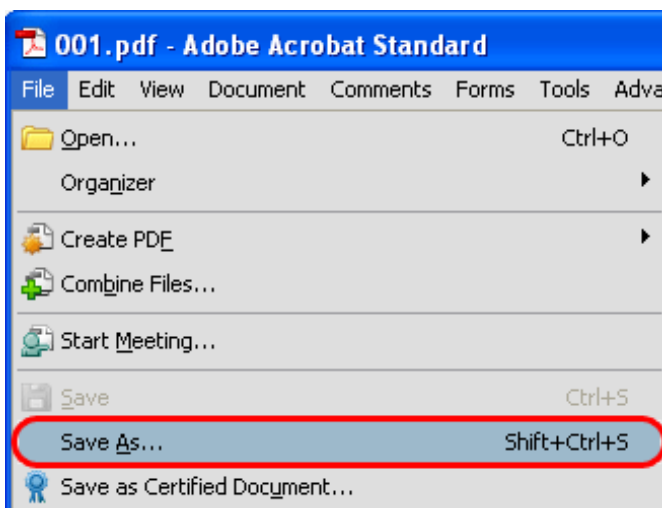 001.pdf - Adobe Acrobat Standard
File Edit View Document Comments Forms Tools Adva
Open... Ctrl+O
Organizer
Create PDF
Combine Files...
Start Meeting...
Save Ctrl+S
Save As... Shift+Ctrl+S
Save as Certified Document...